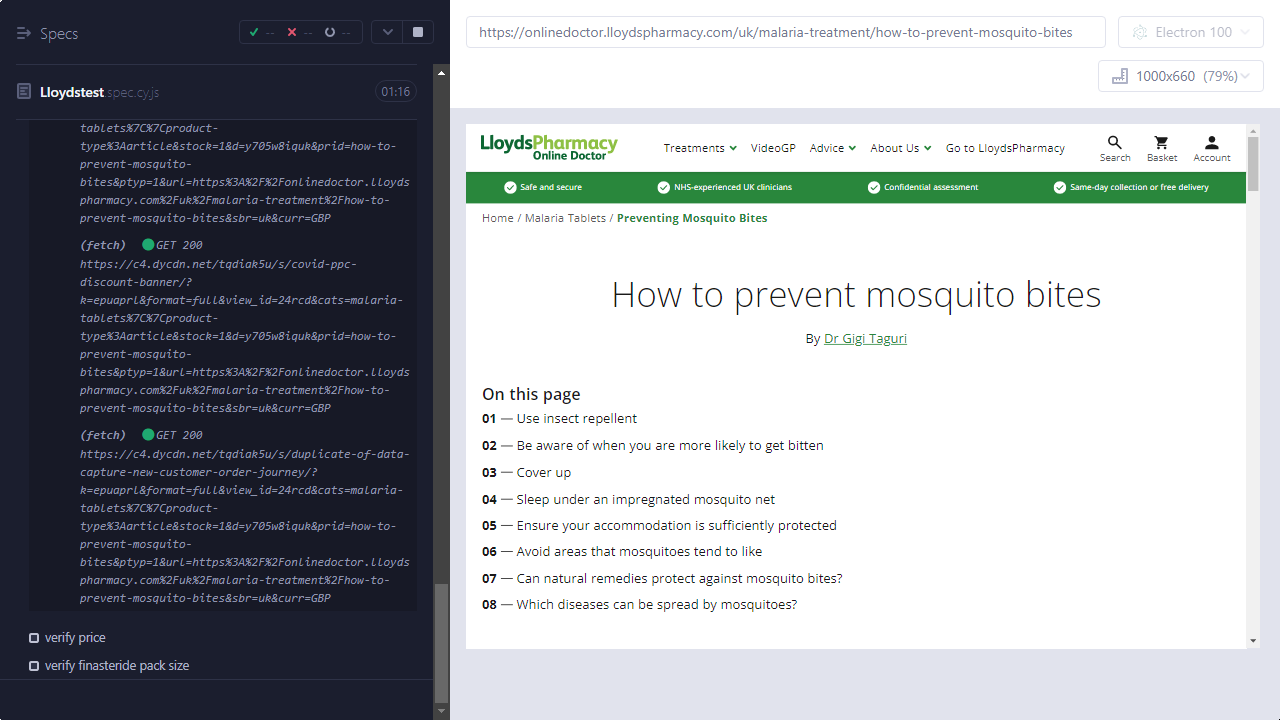 Specs
--
--
--
Lloydstest.spec.cy.js
01:16
tablets%7C%7Cproduct-
type%3Aarticle&stock=1&d=y705w8iquk&prid=how-to-
prevent-mosquito-
bites&ptyp=1&url=https%3A%2F%2Fonlinedoctor.lloyds
pharmacy.com%2Fuk%2Fmalaria-treatment%2Fhow-to-
prevent-mosquito-bites&sbr=uk&curr=GBP
(fetch) GET 200
https://c4.dycdn.net/tqdiak5u/s/covid-ppc-
discount-banner/?
k=epuaprl&format=full&view_id=24rcd&cats=malaria-
tablets%7C%7Cproduct-
type%3Aarticle&stock=1&d=y705w8iquk&prid=how-to-
prevent-mosquito-
bites&ptyp=1&url=https%3A%2F%2Fonlinedoctor.lloyds
pharmacy.com%2Fuk%2Fmalaria-treatment%2Fhow-to-
prevent-mosquito-bites&sbr=uk&curr=GBP
(fetch) GET 200
https://c4.dycdn.net/tqdiak5u/s/duplicate-of-data-
capture-new-customer-order-journey/?
k=epuaprl&format=full&view_id=24rcd&cats=malaria-
tablets%7C%7Cproduct-
type%3Aarticle&stock=1&d=y705w8iquk&prid=how-to-
prevent-mosquito-
bites&ptyp=1&url=https%3A%2F%2Fonlinedoctor.lloyds
pharmacy.com%2Fuk%2Fmalaria-treatment%2Fhow-to-
prevent-mosquito-bites&sbr=uk&curr=GBP
verify price
verify finasteride pack size
https://onlinedoctor.lloydspharmacy.com/uk/malaria-treatment/how-to-prevent-mosquito-bites
Electron 100
1000x660 (79%)
LloydsPharmacy
Online Doctor
Treatments
VideoGP
Advice
About Us
Go to LloydsPharmacy
Search
Basket
Account
Safe and secure
NHS-experienced UK clinicians
Confidential assessment
Same-day collection or free delivery
Home / Malaria Tablets / Preventing Mosquito Bites
How to prevent mosquito bites
By Dr Gigi Taguri
On this page
01 — Use insect repellent
02 — Be aware of when you are more likely to get bitten
03 — Cover up
04 — Sleep under an impregnated mosquito net
05 — Ensure your accommodation is sufficiently protected
06 — Avoid areas that mosquitoes tend to like
07 — Can natural remedies protect against mosquito bites?
08 — Which diseases can be spread by mosquitoes?